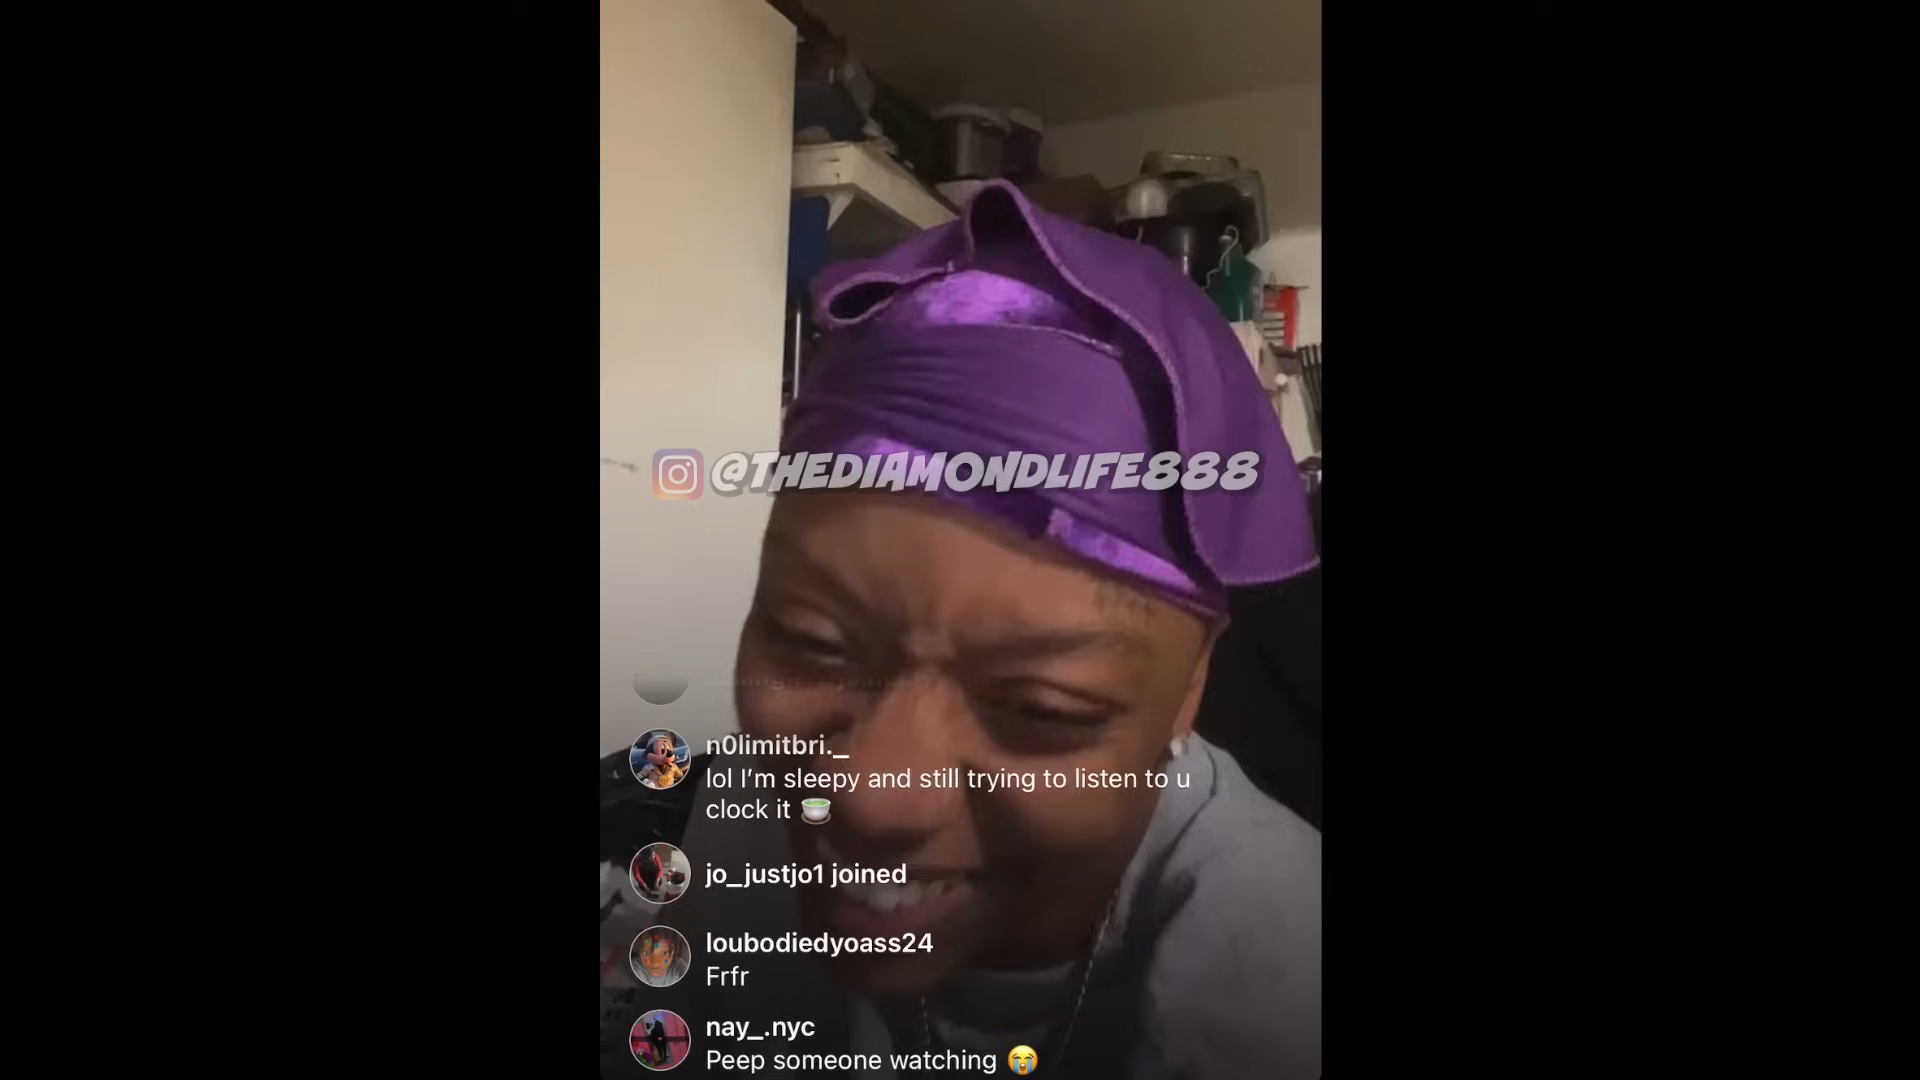 @THEDIAMONDLIFE888
n0limitbri._
lol I’m sleepy and still trying to listen to u
clock it 🍵
jo_justjo1 joined
loubodiedyoass24
Frfr
nay_.nyc
Peep someone watching 😭